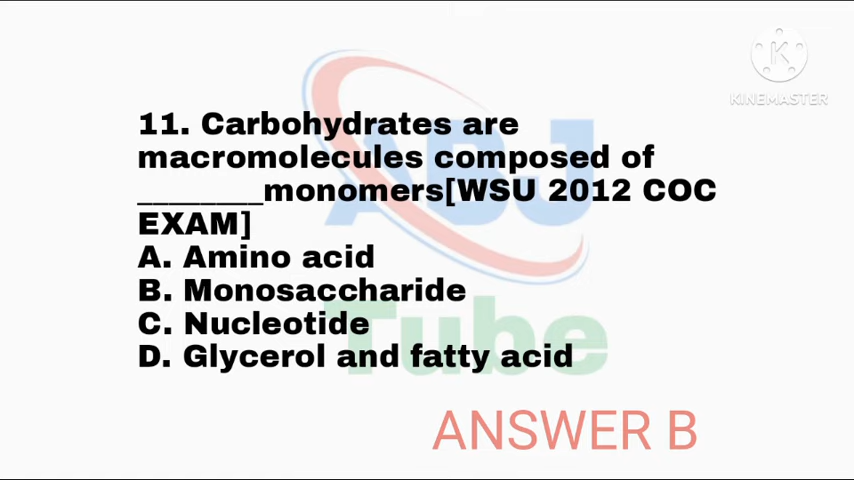 KINEMASTER
11. Carbohydrates are
macromolecules composed of
________monomers[WSU 2012 COC
EXAM]
A. Amino acid
B. Monosaccharide
C. Nucleotide
D. Glycerol and fatty acid
ABJ
Tube
ANSWER B